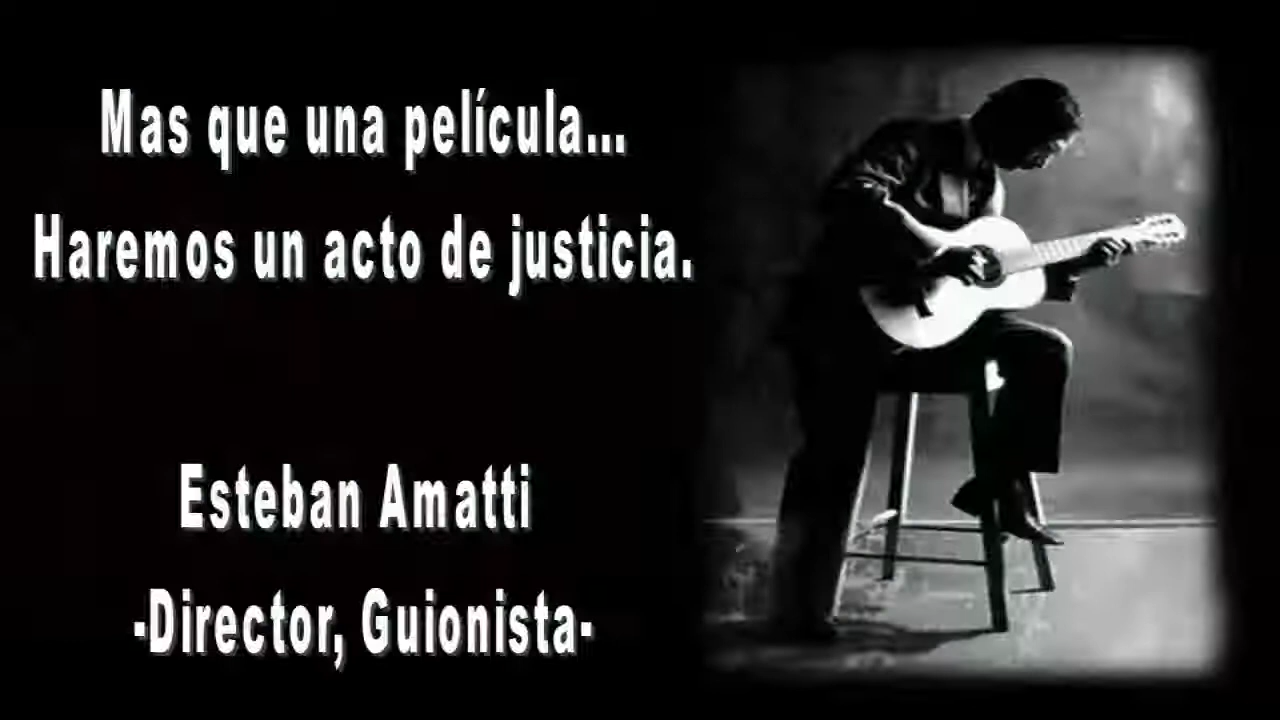 Mas que una película...
Haremos un acto de justicia.
Esteban Amatti
-Director, Guionista-